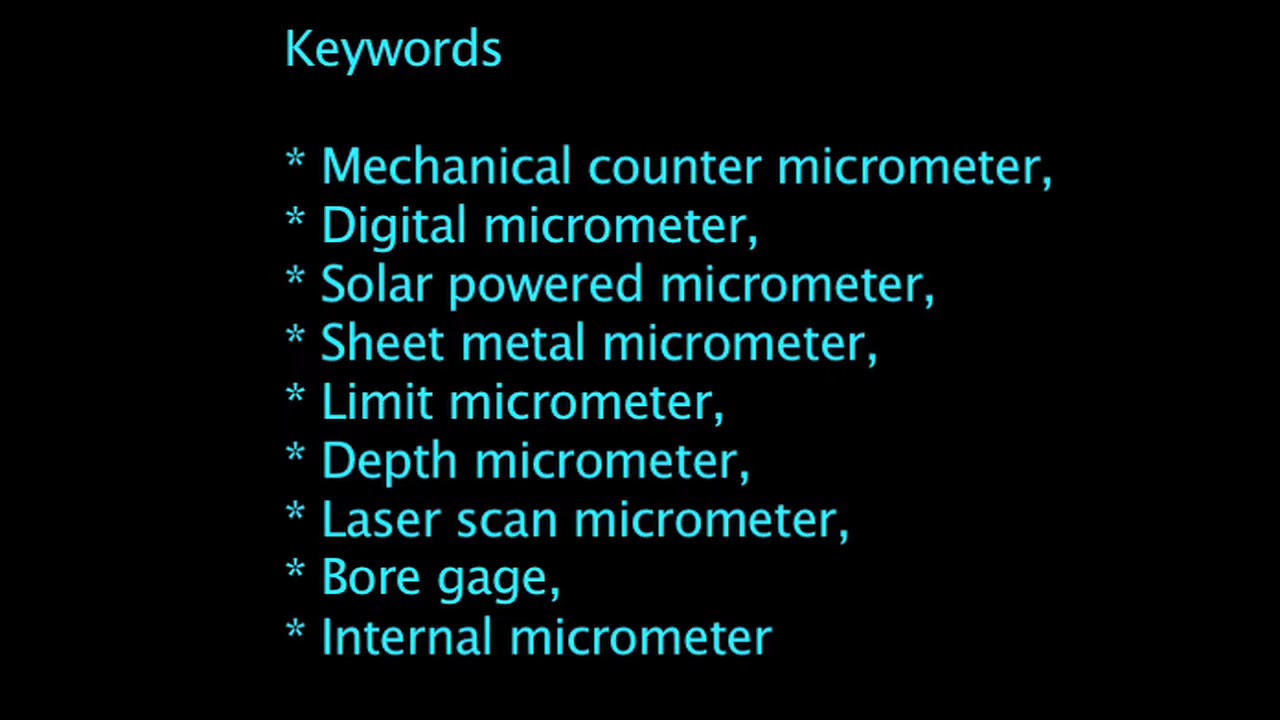 Keywords
* Mechanical counter micrometer,
* Digital micrometer,
* Solar powered micrometer,
* Sheet metal micrometer,
* Limit micrometer,
* Depth micrometer,
* Laser scan micrometer,
* Bore gage,
* Internal micrometer